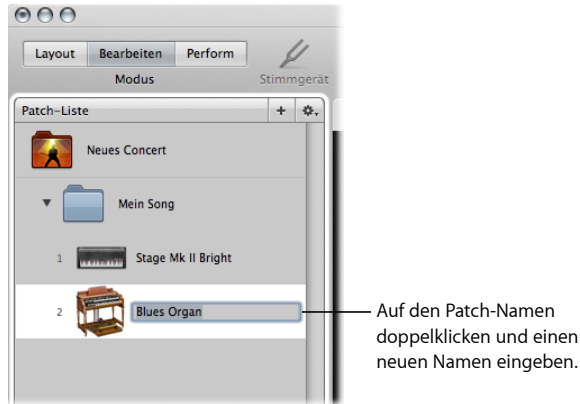 Layout Bearbeiten Perform
Modus Stimmgerät
Patch-Liste +
Neues Concert
Mein Song
1 Stage Mk II Bright
2 Blues Organ
Auf den Patch-Namen
doppelklicken und einen
neuen Namen eingeben.